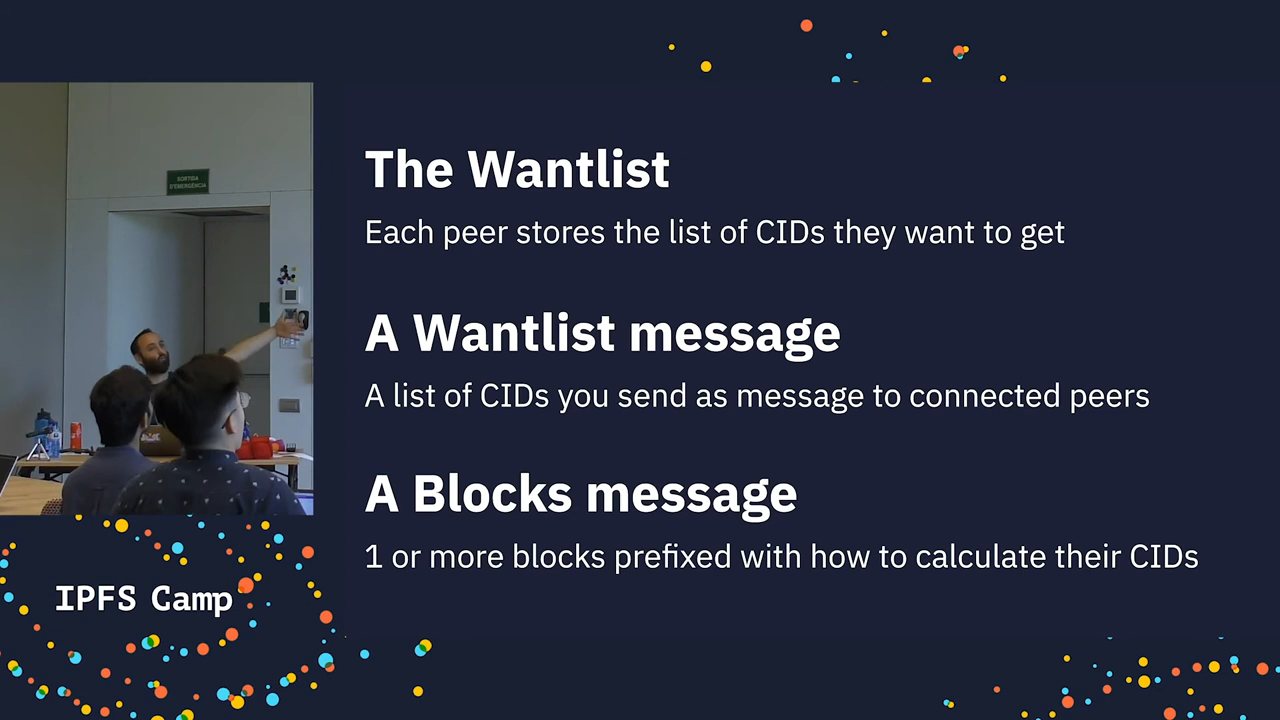 SORTIDA
D'EMERGÈNCIA
The Wantlist
Each peer stores the list of CIDs they want to get
A Wantlist message
A list of CIDs you send as message to connected peers
A Blocks message
1 or more blocks prefixed with how to calculate their CIDs
IPFS Camp